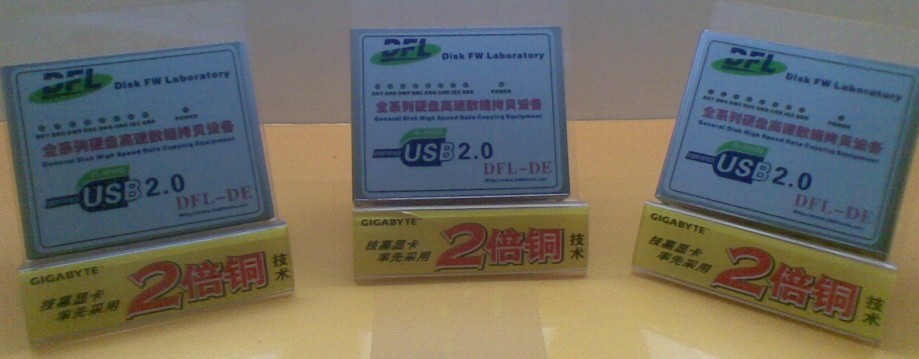 DFL
Disk FW Laboratory
POWER
全系列硬盘高速数据拷贝设备
General Disk High Speed Data Copying Equipment
USB 2.0
DFL-DE
GIGABYTE
技嘉显卡
率先采用
2倍铜
技术
DFL
Disk FW Laboratory
POWER
全系列硬盘高速数据拷贝设备
General Disk High Speed Data Copying Equipment
USB 2.0
DFL-DE
GIGABYTE
技嘉显卡
率先采用
2倍铜
技术
DFL
Disk FW Laboratory
POWER
全系列硬盘高速数据拷贝设备
General Disk High Speed Data Copying Equipment
USB 2.0
DFL-DE
GIGABYTE
技嘉显卡
率先采用
2倍铜
技术